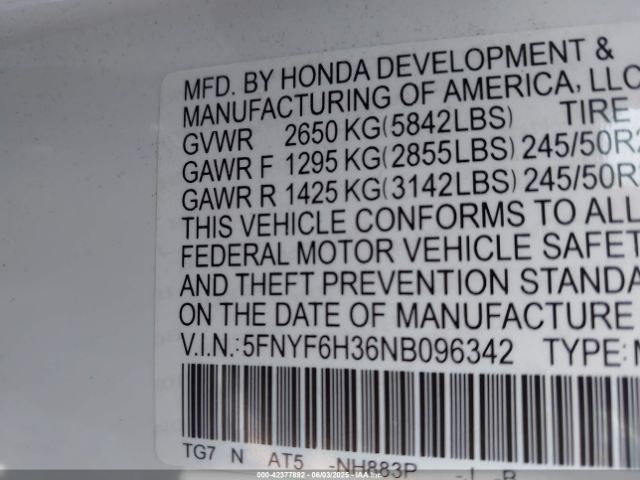 MFD. BY HONDA DEVELOPMENT &
MANUFACTURING OF AMERICA, LLC
GVWR 2650 KG(5842LBS) TIRE
GAWR F 1295 KG(2855LBS) 245/50R
GAWR R 1425 KG(3142LBS) 245/50R
THIS VEHICLE CONFORMS TO ALL
FEDERAL MOTOR VEHICLE SAFET
AND THEFT PREVENTION STANDA
ON THE DATE OF MANUFACTURE
V.I.N.:5FNYF6H36NB096342 TYPE:
TG7 N AT5 -NH883P
000-42377892 - 06/03/2025 - IAAI.com